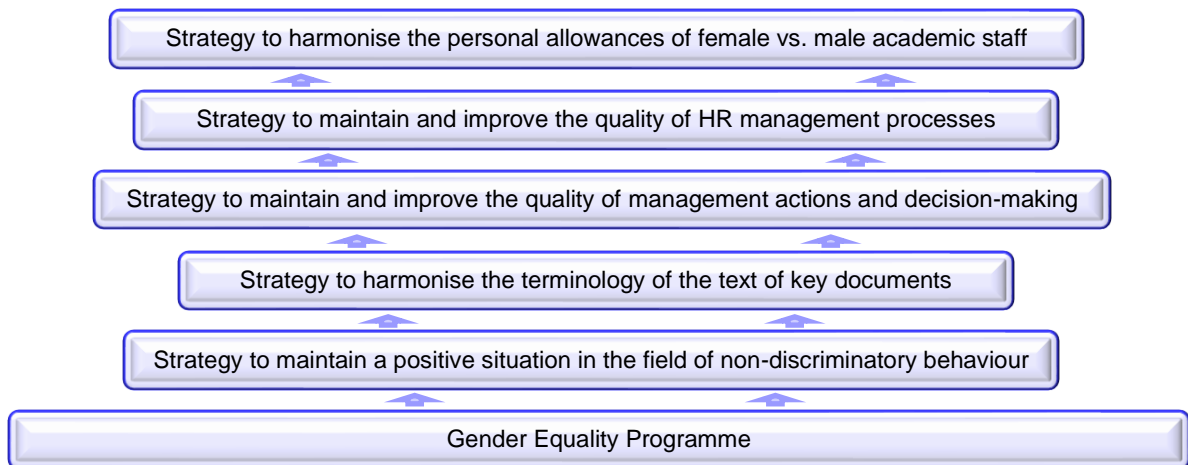 Strategy to harmonise the personal allowances of female vs. male academic staff
Strategy to maintain and improve the quality of HR management processes
Strategy to maintain and improve the quality of management actions and decision-making
Strategy to harmonise the terminology of the text of key documents
Strategy to maintain a positive situation in the field of non-discriminatory behaviour
Gender Equality Programme